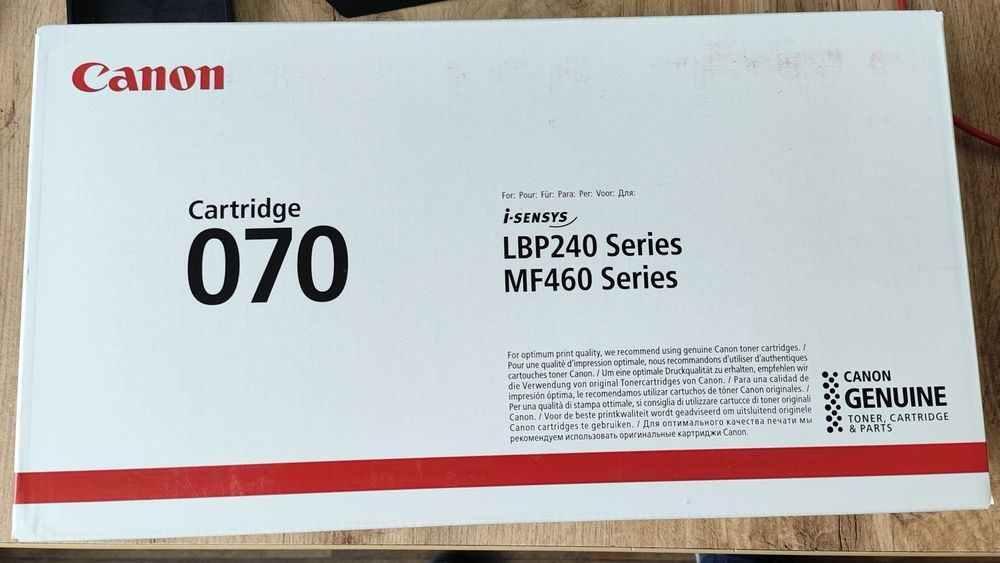 Canon
Cartridge
070
For: Pour: Für: Para: Per: Voor: Для:
i-SENSYS
LBP240 Series
MF460 Series
For optimum print quality, we recommend using genuine Canon toner cartridges. /
Pour une qualité d'impression optimale, nous recommandons d'utiliser d'authentiques
cartouches toner Canon. / Um eine optimale Druckqualität zu erhalten, empfehlen wir
die Verwendung von original Tonercartridges von Canon. / Para una calidad de
impresión óptima, le recomendamos utilizar cartuchos de tóner Canon originales. /
Per una qualità di stampa ottimale, si consiglia di utilizzare cartucce di toner originali
Canon. / Voor de beste printkwaliteit wordt geadviseerd om uitsluitend originele
Canon cartridges te gebruiken. / Для оптимального качества печати мы
рекомендуем использовать оригинальные картриджи Canon.
CANON
GENUINE
TONER, CARTRIDGE
& PARTS